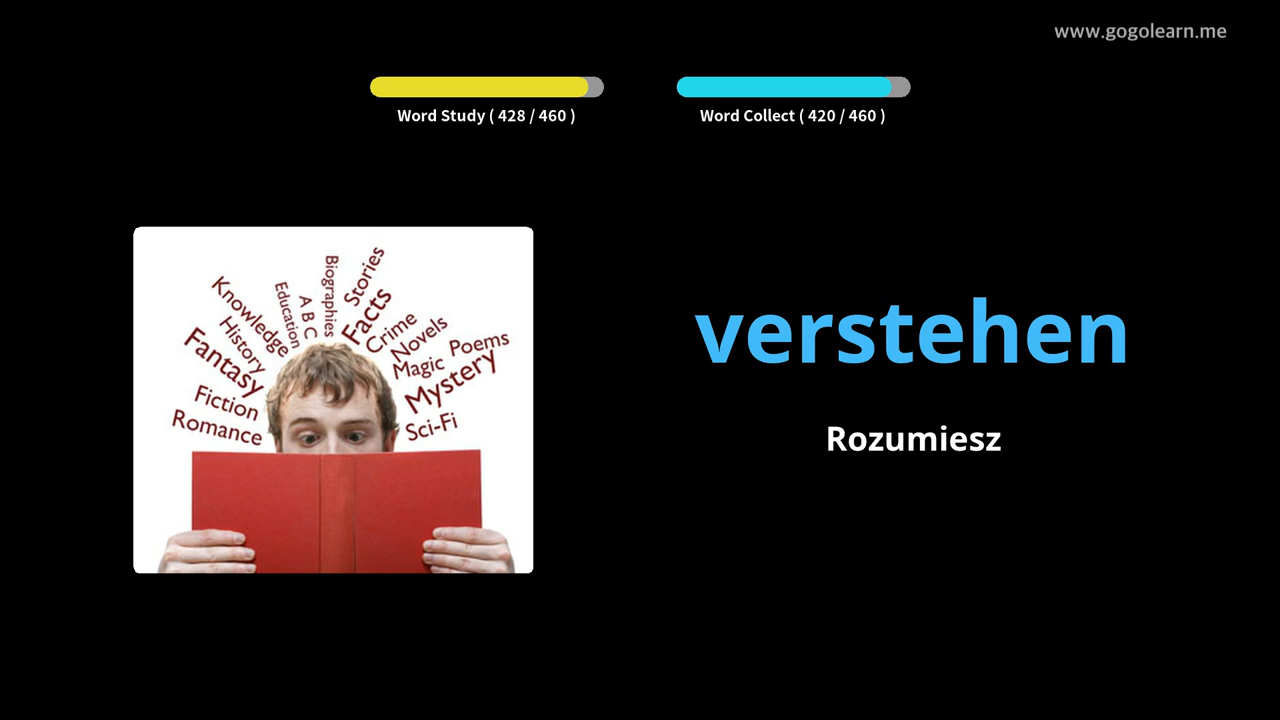 www.gogolearn.me
Word Study ( 428 / 460 )
Word Collect ( 420 / 460 )
Knowledge
History
Fantasy
Fiction
Romance
Education
A B C
Biographies
Stories
Facts
Crime
Novels
Magic
Poems
Mystery
Sci-Fi
verstehen
Rozumiesz